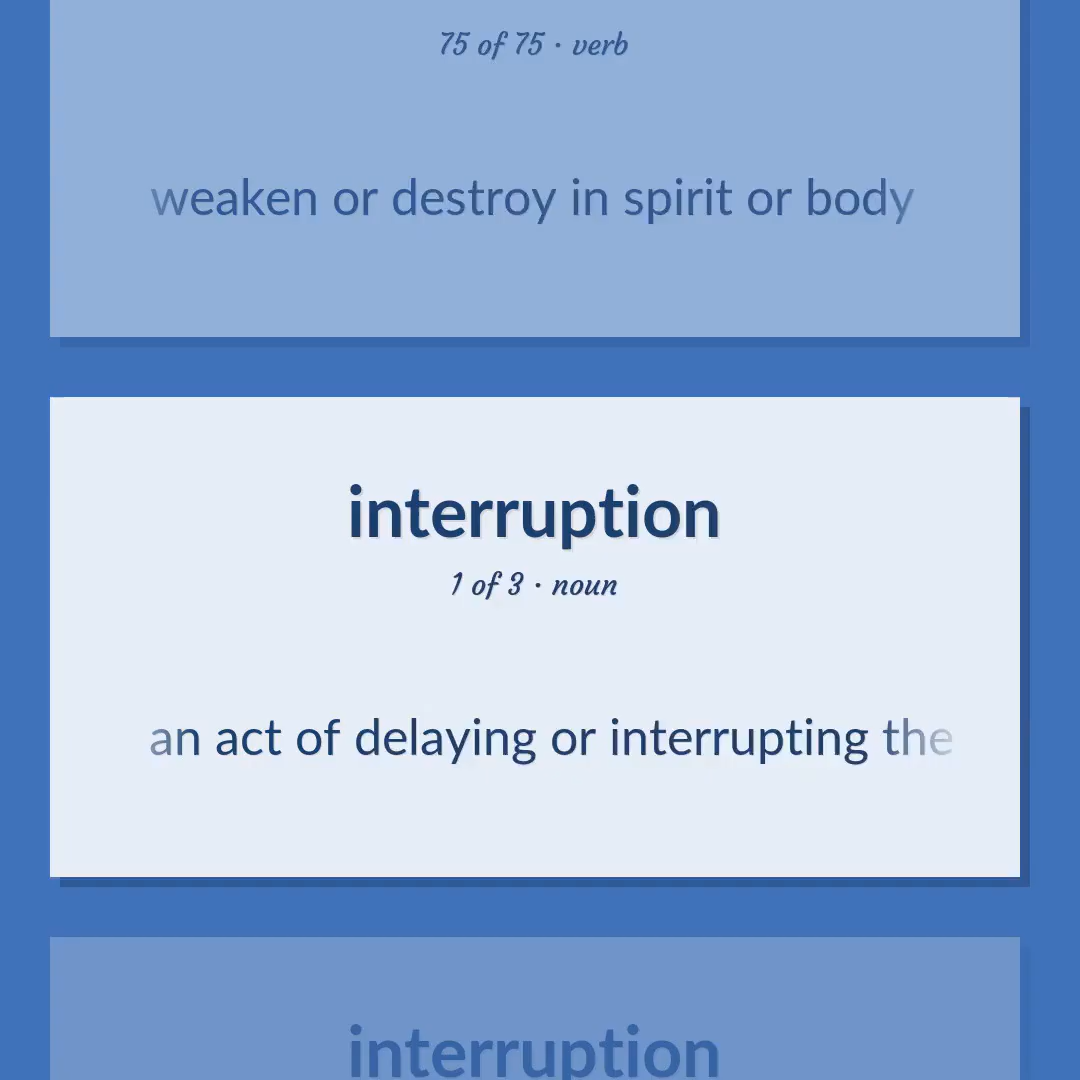 75 of 75 · verb
weaken or destroy in spirit or body
interruption
1 of 3 · noun
an act of delaying or interrupting the
interruption